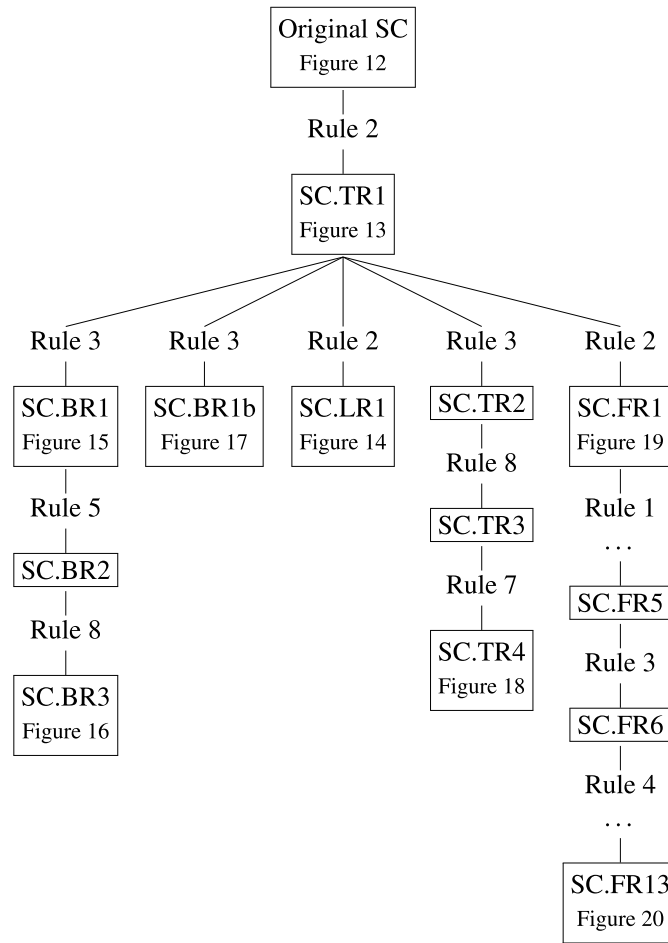 Original SC
Figure 12
Rule 2
SC.TR1
Figure 13
Rule 3 Rule 3 Rule 2 Rule 3 Rule 2
SC.BR1 SC.BR1b SC.LR1 SC.TR2 SC.FR1
Figure 15 Figure 17 Figure 14 Figure 19
Rule 8
Rule 5 Rule 1
SC.TR3 ...
SC.BR2
Rule 7 SC.FR5
Rule 8
SC.TR4 Rule 3
Figure 18
SC.BR3
Figure 16 SC.FR6
Rule 4
...
SC.FR13
Figure 20